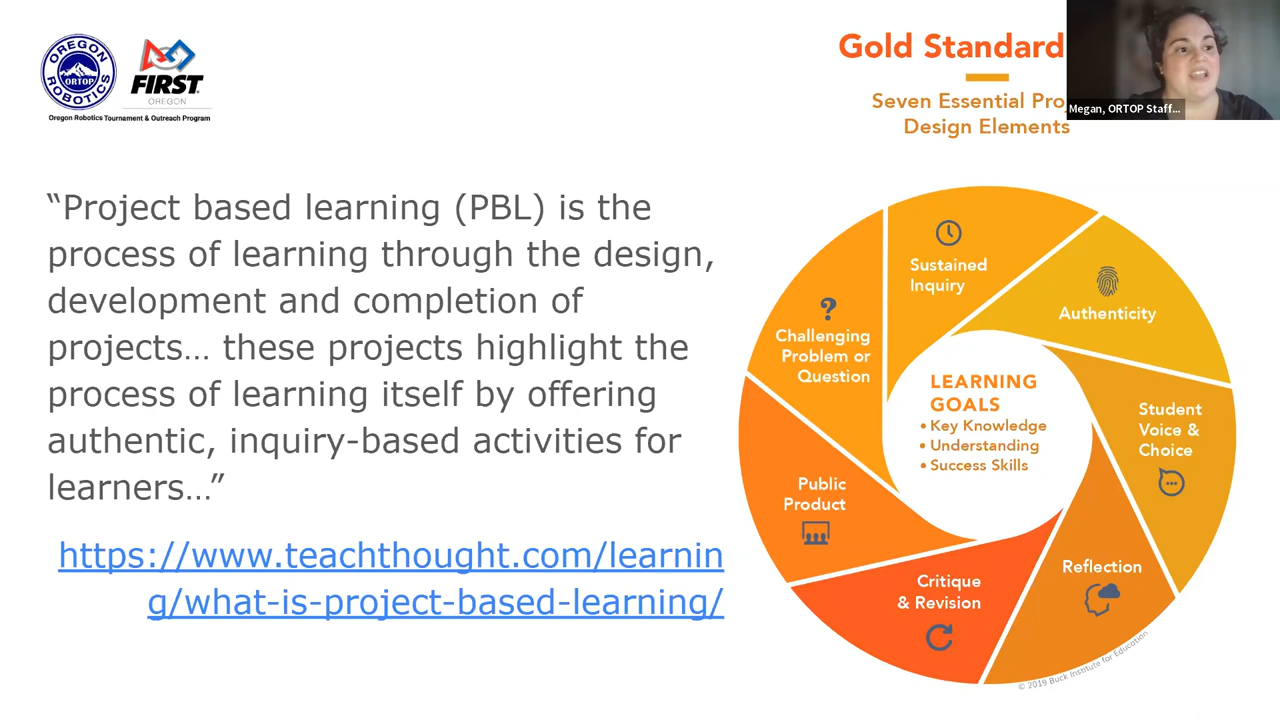 OREGON
ORTOP
ROBOTICS
FIRST
OREGON
Oregon Robotics Tournament & Outreach Program
Gold Standard
Seven Essential Pro
Design Elements
Megan, ORTOP Staff...
“Project based learning (PBL) is the
process of learning through the design,
development and completion of
projects… these projects highlight the
process of learning itself by offering
authentic, inquiry-based activities for
learners…”
https://www.teachthought.com/learnin
g/what-is-project-based-learning/
Sustained
Inquiry
Authenticity
?
Challenging
Problem or
Question
LEARNING
GOALS
• Key Knowledge
• Understanding
• Success Skills
Student
Voice &
Choice
Public
Product
Reflection
Critique
& Revision
© 2019 Buck Institute for Education